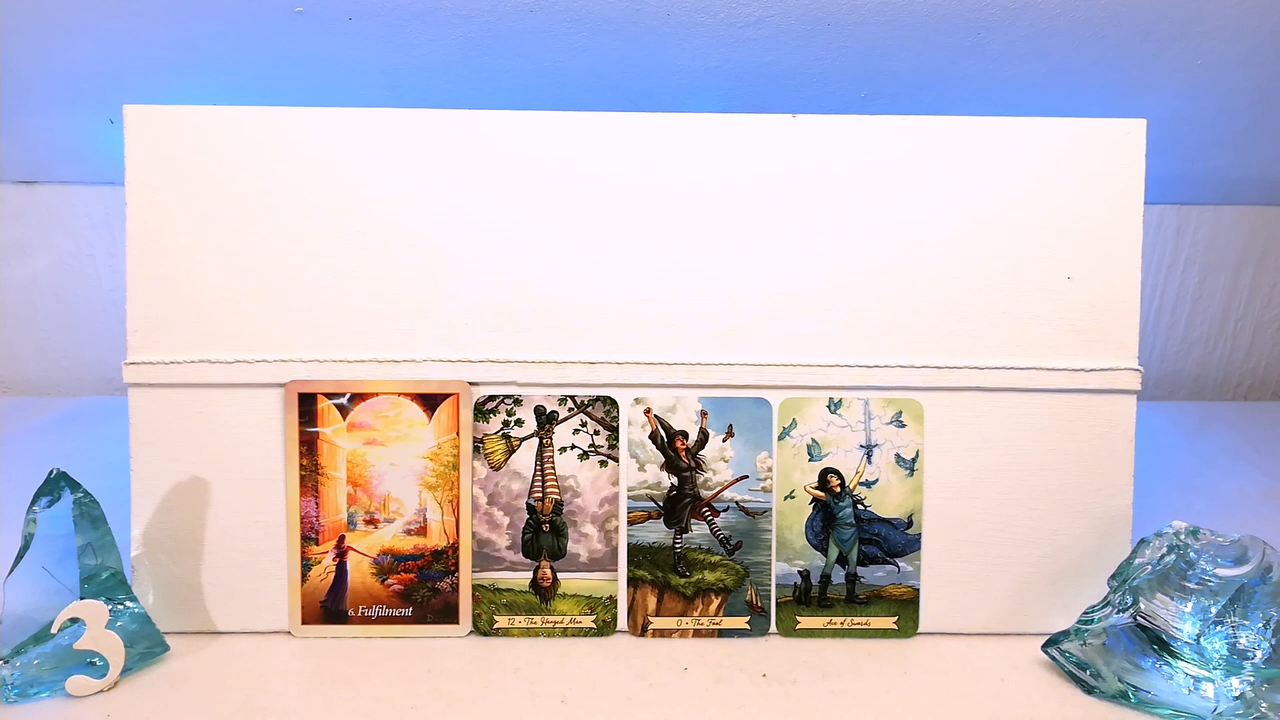 6. Fulfilment
12 • The Hanged Man
0 • The Fool
Ace of Swords
3